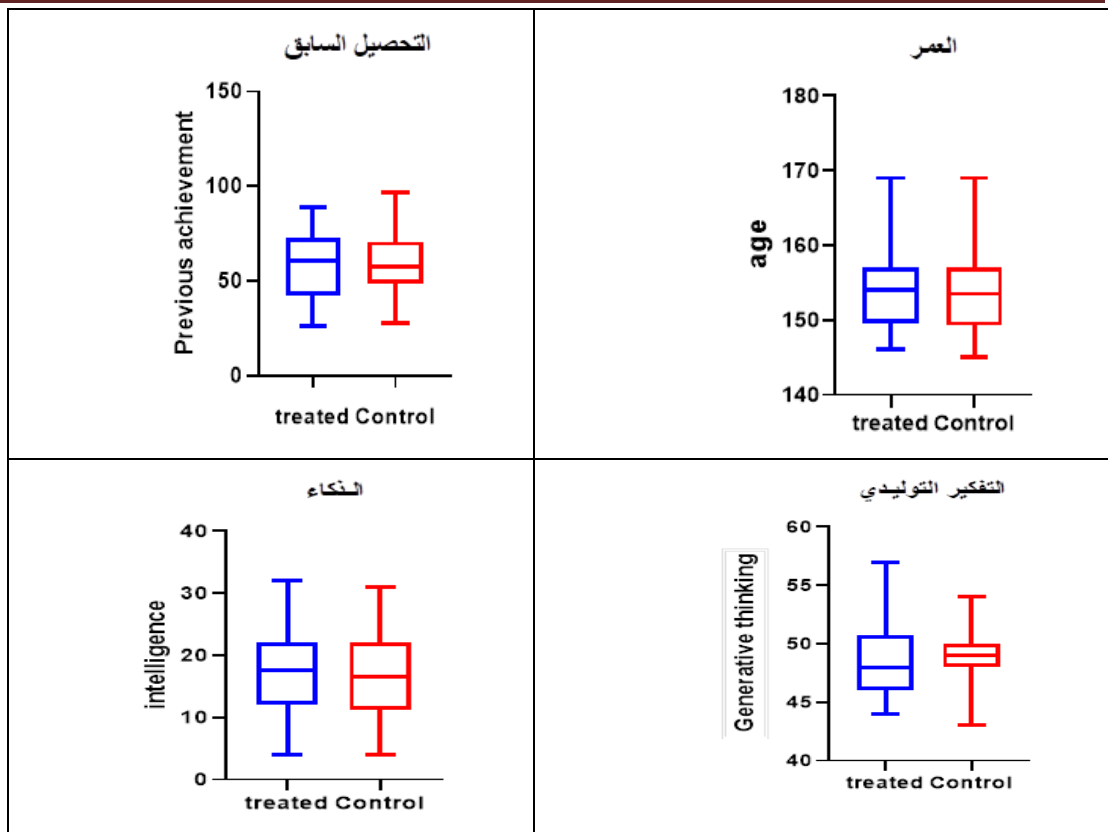 التحصيل السابق
Previous achievement
150
100
50
0
treated Control
العمر
age
180
170
160
150
140
treated Control
الذكاء
intelligence
40
30
20
10
0
treated Control
التفكير التوليدي
Generative thinking
60
55
50
45
40
treated Control